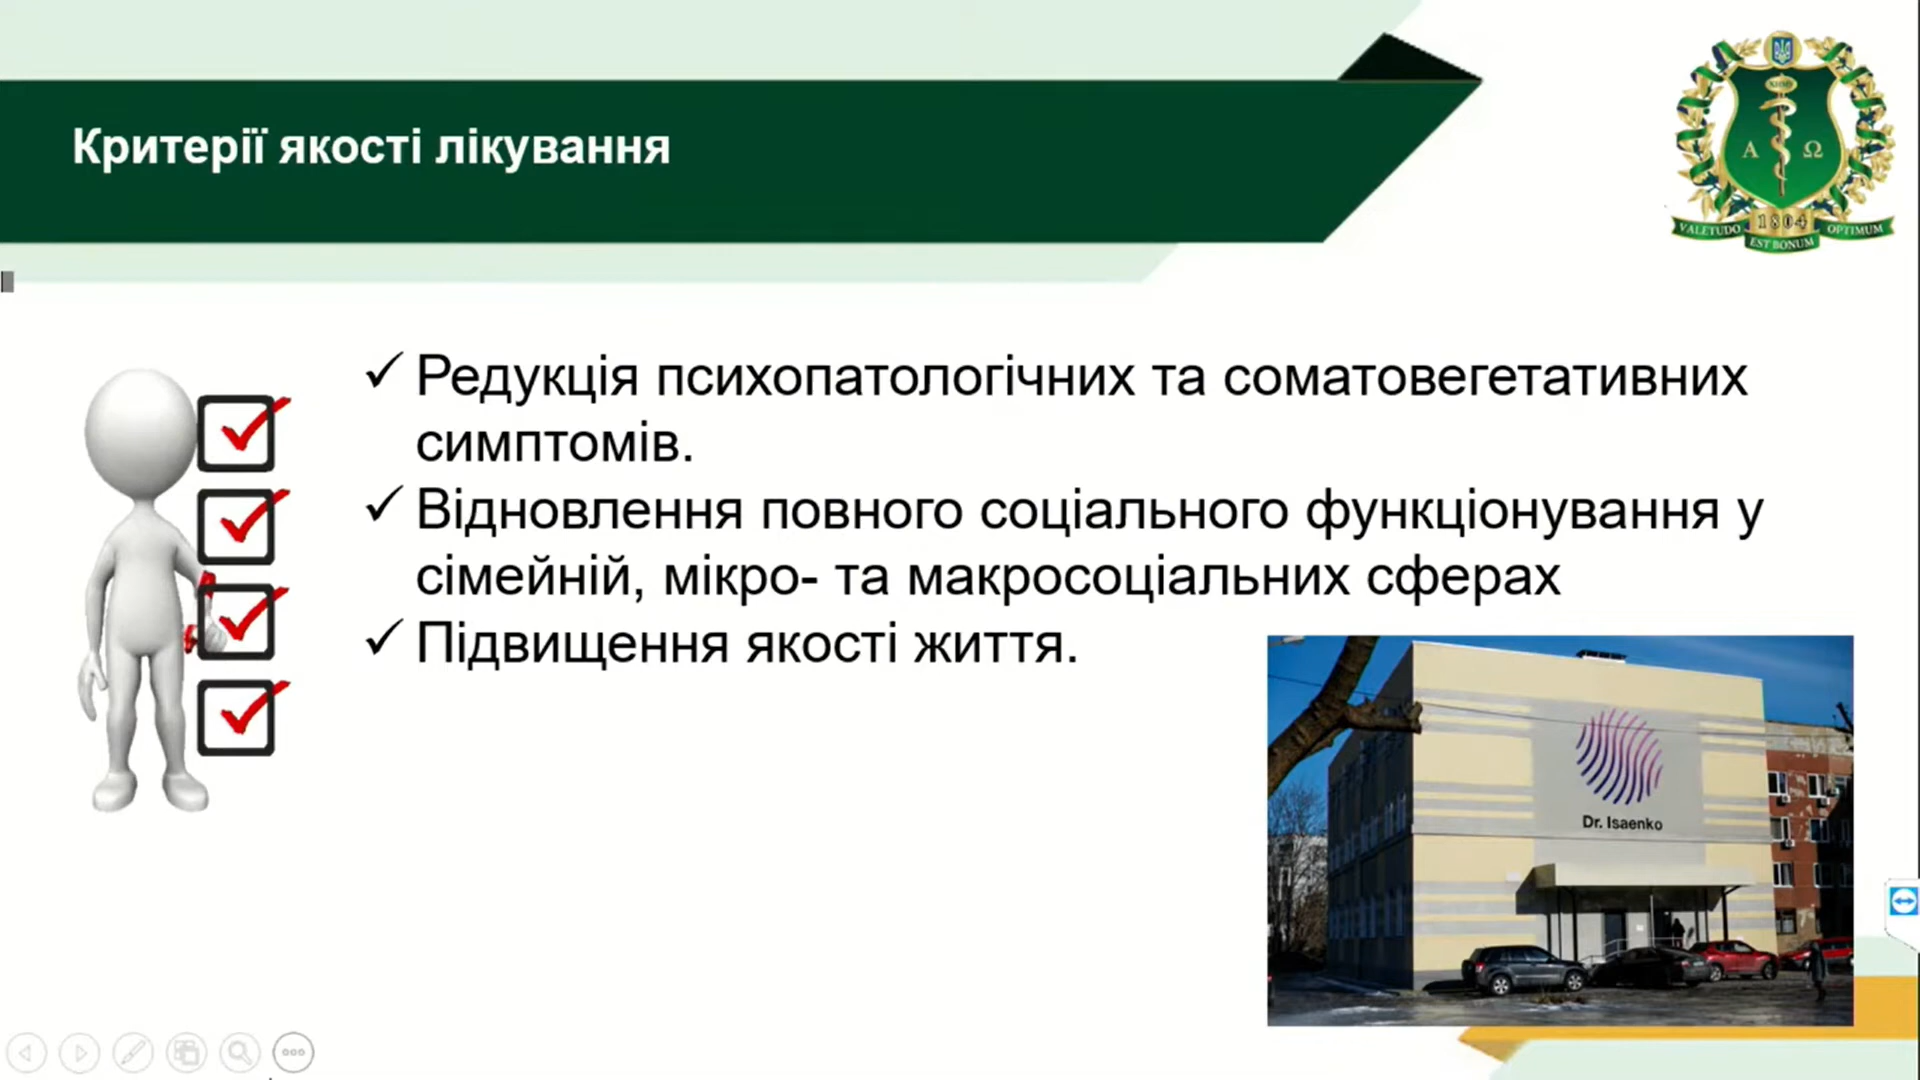 Критерії якості лікування
ХНМУ
Α Ω
1804
VALETUDO EST BONUM OPTIMUM
✓ Редукція психопатологічних та соматовегетативних
симптомів.
✓ Відновлення повного соціального функціонування у
сімейній, мікро- та макросоціальних сферах
✓ Підвищення якості життя.
Dr. Isaenko